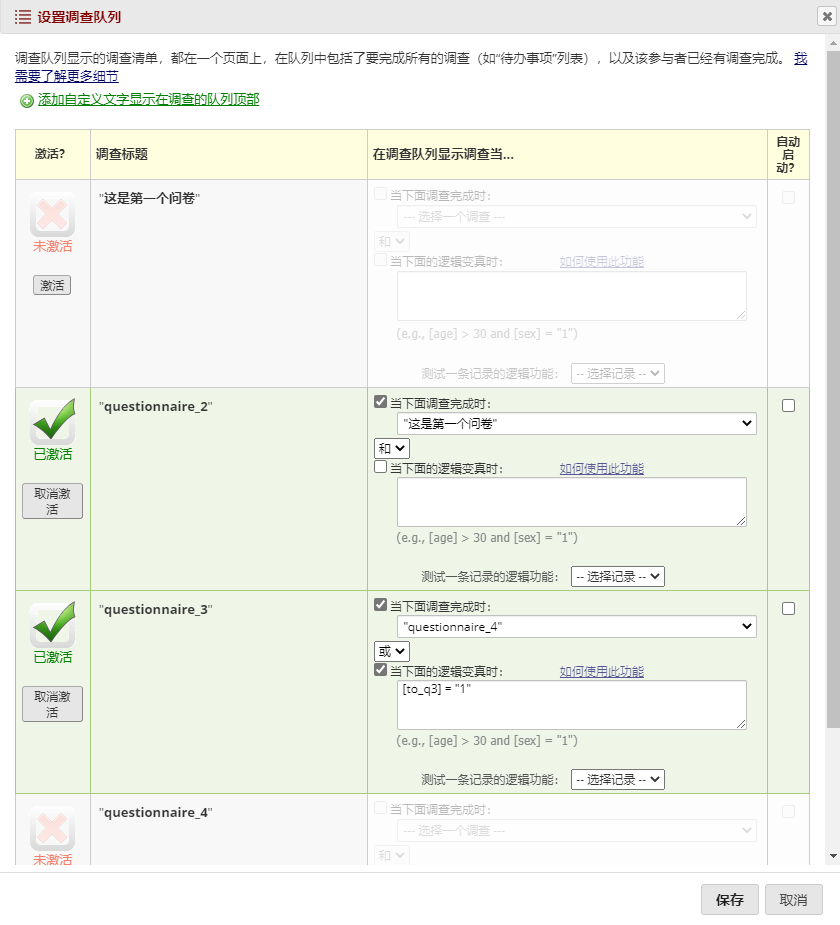 设置调查队列
调查队列显示的调查清单，都在一个页面上，在队列中包括了要完成所有的调查（如“待办事项”列表），以及该参与者已经有调查完成。 我
需要了解更多细节
添加自定义文字显示在调查的队列顶部
激活?
调查标题
在调查队列显示调查当...
自动
启
动?
"这是第一个问卷"
未激活
激活
当下面调查完成时:
--- 选择一个调查 ---
和
当下面的逻辑变真时:
如何使用此功能
(e.g., [age] > 30 and [sex] = "1")
测试一条记录的逻辑功能:
-- 选择记录 --
"questionnaire_2"
已激活
取消激
活
当下面调查完成时:
"这是第一个问卷"
和
当下面的逻辑变真时:
如何使用此功能
(e.g., [age] > 30 and [sex] = "1")
测试一条记录的逻辑功能:
-- 选择记录 --
"questionnaire_3"
已激活
取消激
活
当下面调查完成时:
"questionnaire_4"
或
当下面的逻辑变真时:
如何使用此功能
[to_q3] = "1"
(e.g., [age] > 30 and [sex] = "1")
测试一条记录的逻辑功能:
-- 选择记录 --
"questionnaire_4"
未激活
当下面调查完成时:
--- 选择一个调查 ---
和
保存
取消